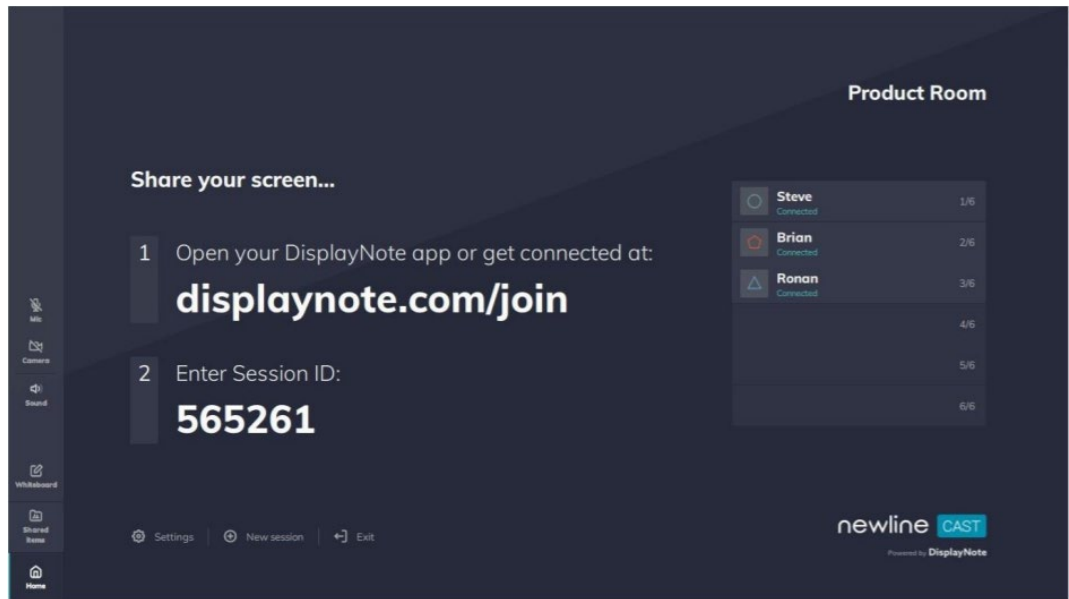 Product Room
Share your screen...
1 Open your DisplayNote app or get connected at:
displaynote.com/join
2 Enter Session ID:
565261
Steve 1/6
Connected
Brian 2/6
Connected
Ronan 3/6
Connected
4/6
5/6
6/6
Mic
Camera
Sound
Whiteboard
Shared
Items
Home
Settings New session Exit
newline CAST
Powered by DisplayNote